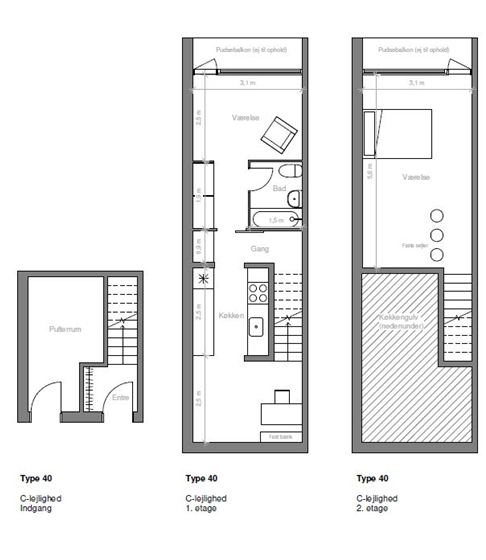 Pulterrum
Entre
Type 40
C-lejlighed
Indgang
Pudsebalkon (ej til ophold)
3,1 m
2,5 m
Værelse
1,9 m
Bad
1,5 m
0,9 m
Gang
2,5 m
Køkken
2,5 m
Fast bænk
Type 40
C-lejlighed
1. etage
Pudsebalkon (ej til ophold)
3,1 m
5,6 m
Værelse
Faste søjler
Køkkengulv
(nedenunder)
Type 40
C-lejlighed
2. etage